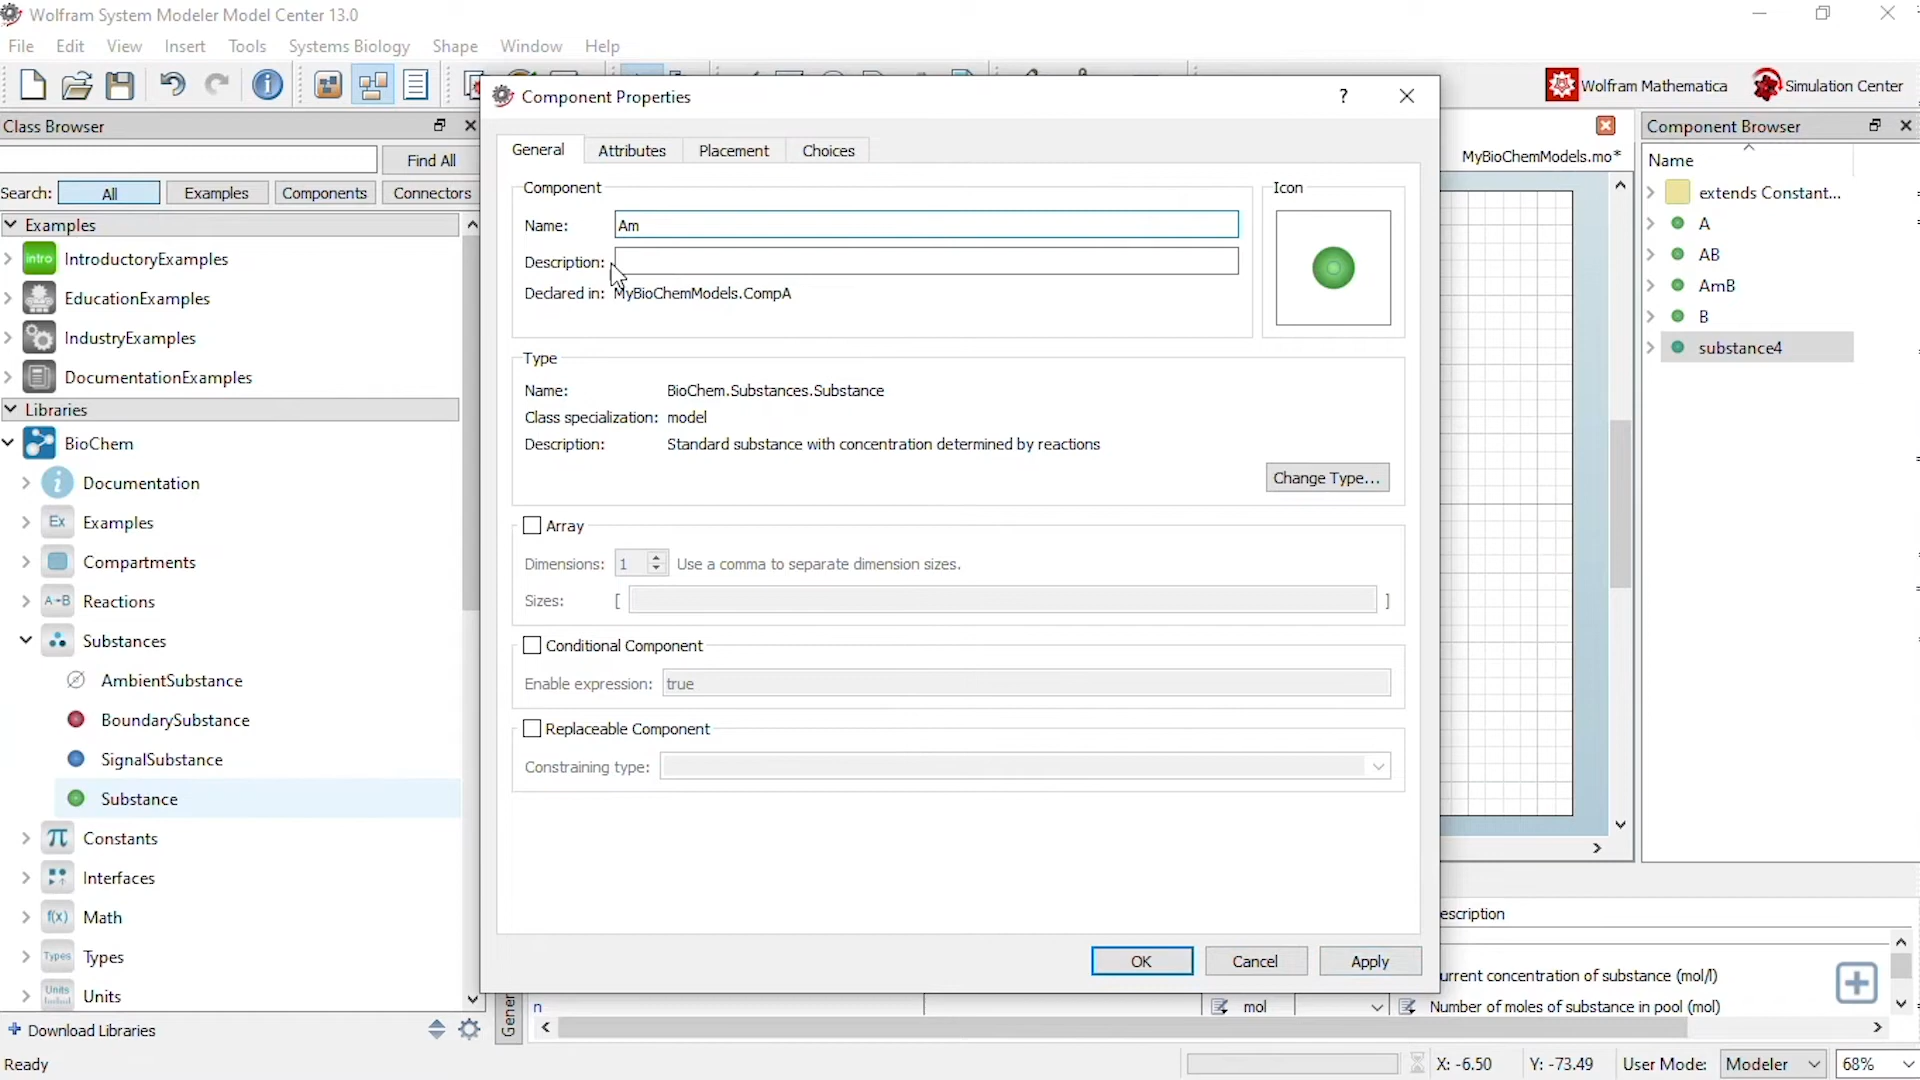 Wolfram System Modeler Model Center 13.0
File Edit View Insert Tools Systems Biology Shape Window Help
Wolfram Mathematica Simulation Center
Class Browser
Find All
Search: All Examples Components Connectors
Examples
intro IntroductoryExamples
EducationExamples
IndustryExamples
DocumentationExamples
Libraries
BioChem
i Documentation
Ex Examples
Compartments
A→B Reactions
Substances
AmbientSubstance
BoundarySubstance
SignalSubstance
Substance
π Constants
Interfaces
f(x) Math
Types Types
Units Units
+ Download Libraries
Ready
Component Properties ?
General Attributes Placement Choices
Component
Name: Am
Description:
Declared in: MyBioChemModels.CompA
Icon
Type
Name: BioChem.Substances.Substance
Class specialization: model
Description: Standard substance with concentration determined by reactions
Change Type...
Array
Dimensions: 1 Use a comma to separate dimension sizes.
Sizes: [ ]
Conditional Component
Enable expression: true
Replaceable Component
Constraining type:
OK Cancel Apply
MyBioChemModels.mo*
Component Browser
Name
extends Constant...
A
AB
AmB
B
substance4
escription
urrent concentration of substance (mol/l)
n mol Number of moles of substance in pool (mol)
Gener
X: -6.50 Y: -73.49 User Mode: Modeler 68%